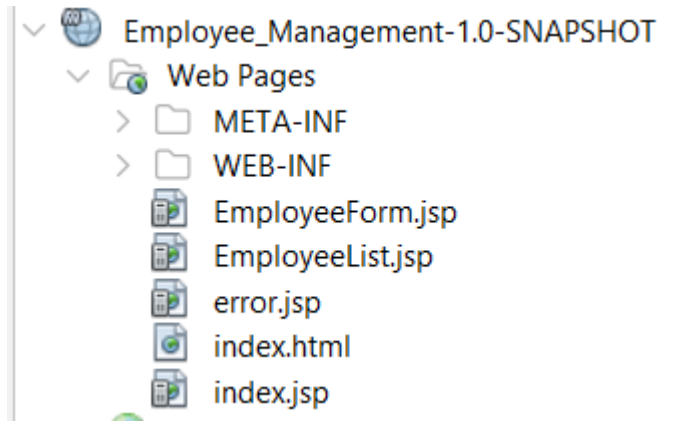 Employee_Management-1.0-SNAPSHOT
Web Pages
META-INF
WEB-INF
EmployeeForm.jsp
EmployeeList.jsp
error.jsp
index.html
index.jsp